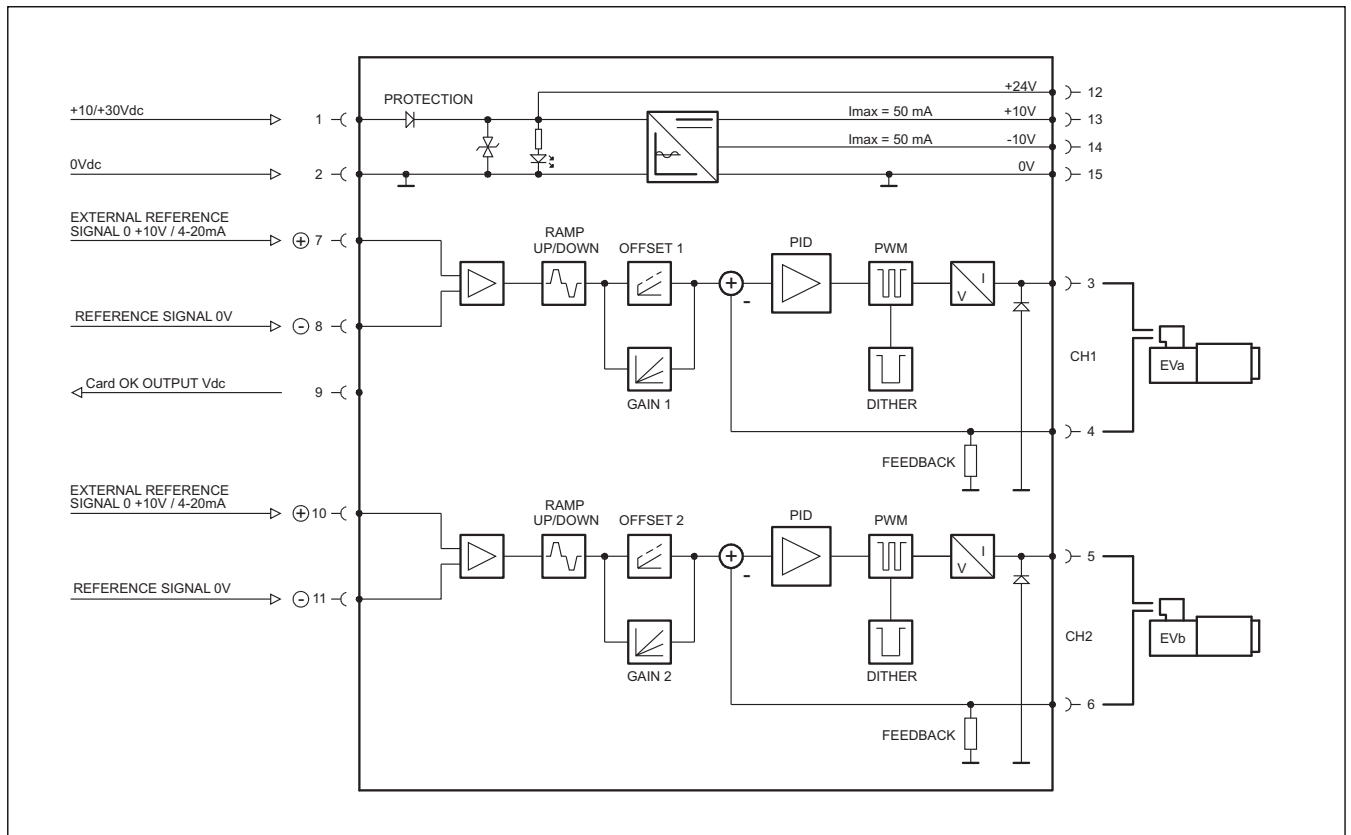 +24V
12
PROTECTION
+10/+30Vdc
1
Imax = 50 mA
+10V
13
Imax = 50 mA
-10V
14
0Vdc
2
0V
15
EXTERNAL REFERENCE
SIGNAL 0 +10V / 4-20mA
+ 7
RAMP
UP/DOWN
OFFSET 1
PID
PWM
+
-
I
V
3
REFERENCE SIGNAL 0V
- 8
CH1
EVa
Card OK OUTPUT Vdc
9
GAIN 1
DITHER
4
FEEDBACK
EXTERNAL REFERENCE
SIGNAL 0 +10V / 4-20mA
+ 10
RAMP
UP/DOWN
OFFSET 2
PID
PWM
+
-
I
V
5
REFERENCE SIGNAL 0V
- 11
CH2
EVb
GAIN 2
DITHER
6
FEEDBACK